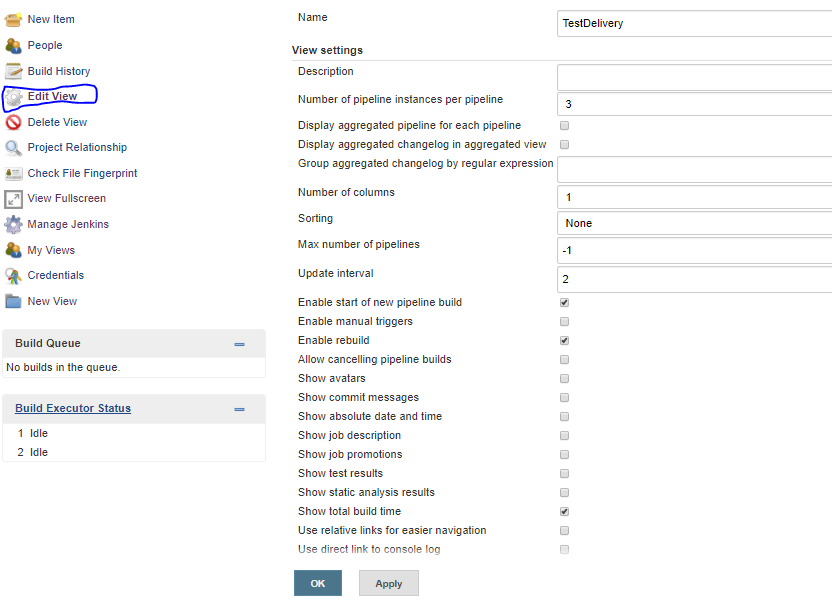 New Item
People
Build History
Edit View
Delete View
Project Relationship
Check File Fingerprint
View Fullscreen
Manage Jenkins
My Views
Credentials
New View
Build Queue
No builds in the queue.
Build Executor Status
1 Idle
2 Idle
Name TestDelivery
View settings
Description
Number of pipeline instances per pipeline 3
Display aggregated pipeline for each pipeline
Display aggregated changelog in aggregated view
Group aggregated changelog by regular expression
Number of columns 1
Sorting None
Max number of pipelines -1
Update interval 2
Enable start of new pipeline build
Enable manual triggers
Enable rebuild
Allow cancelling pipeline builds
Show avatars
Show commit messages
Show absolute date and time
Show job description
Show job promotions
Show test results
Show static analysis results
Show total build time
Use relative links for easier navigation
Use direct link to console log
OK Apply